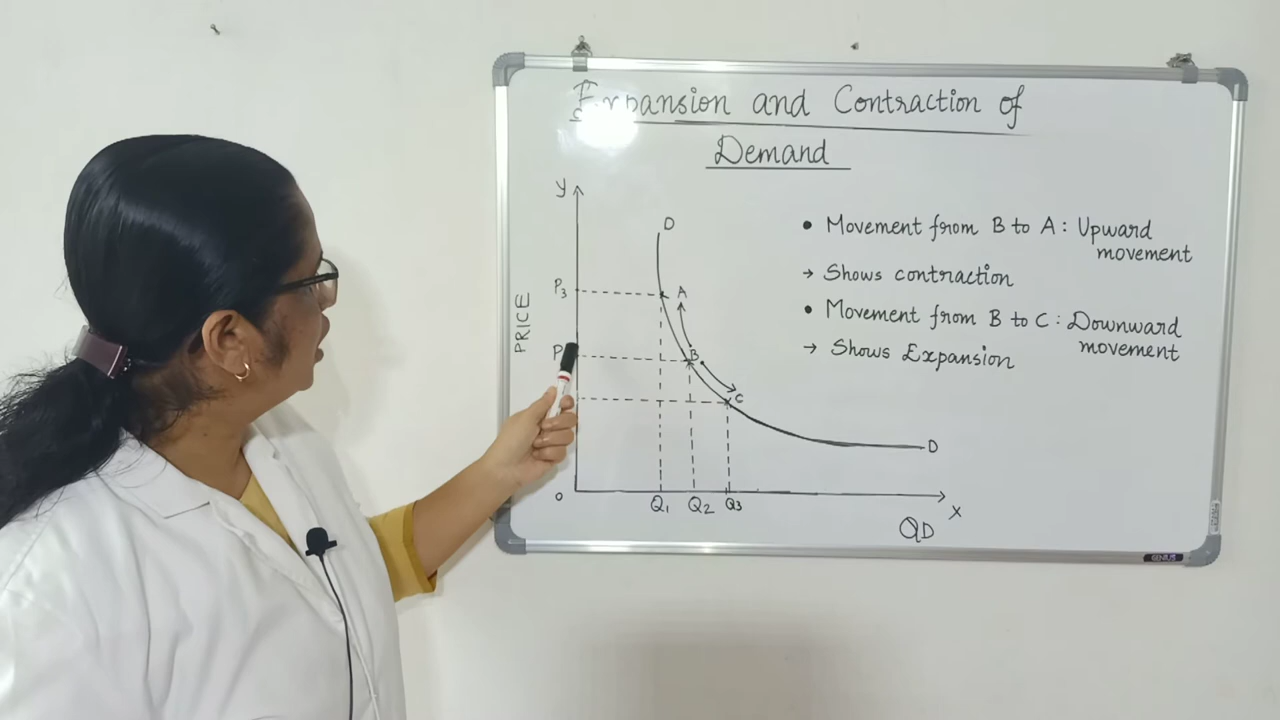 Expansion and Contraction of
Demand
y
D
• Movement from B to A : Upward
movement
→ Shows contraction
P3
A
PRICE
• Movement from B to C : Downward
movement
→ Shows Expansion
P
B
C
D
O
Q1 Q2 Q3
X
QD
GENIUS